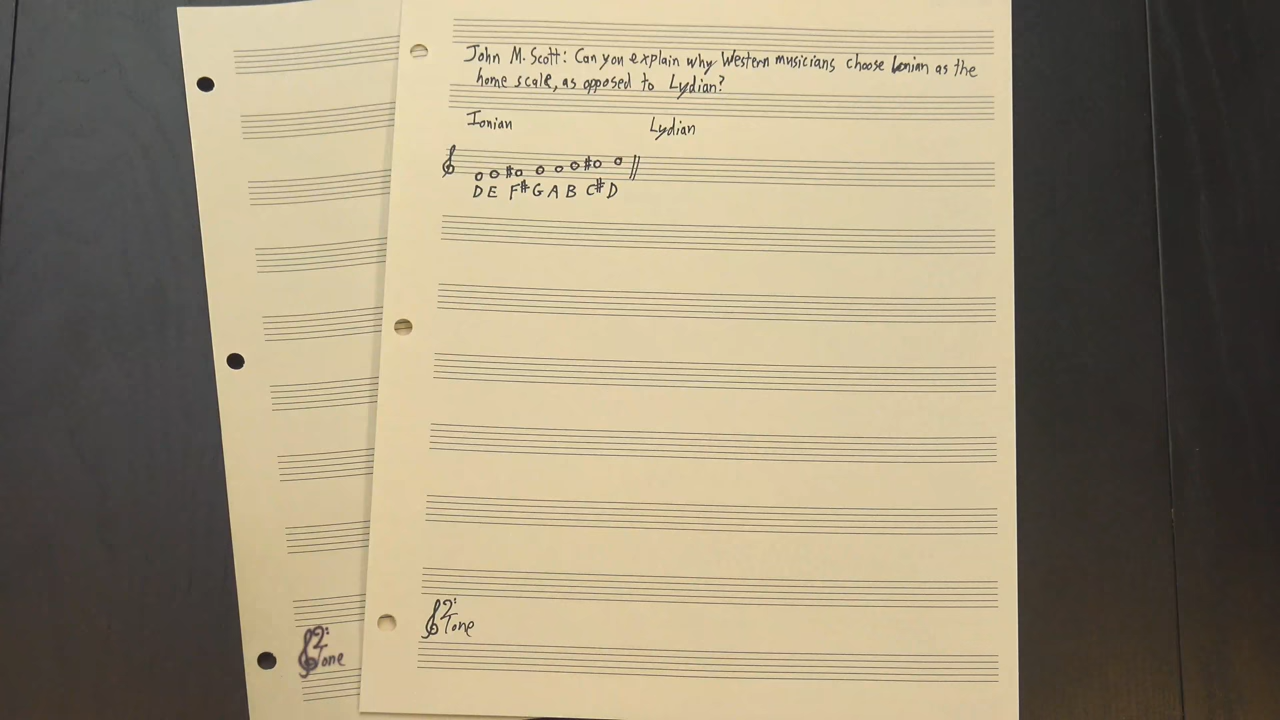 John M. Scott: Can you explain why Western musicians choose Ionian as the
home scale, as opposed to Lydian?
Ionian Lydian
D E F# G A B C# D
Tone
Tone